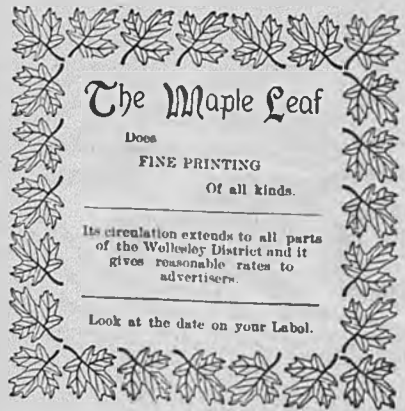 The Maple Leaf
Does
FINE PRINTING
Of all kinds.
Its circulation extends to all parts
of the Wellesley District and it
gives reasonable rates to
advertisers.
Look at the date on your Label.